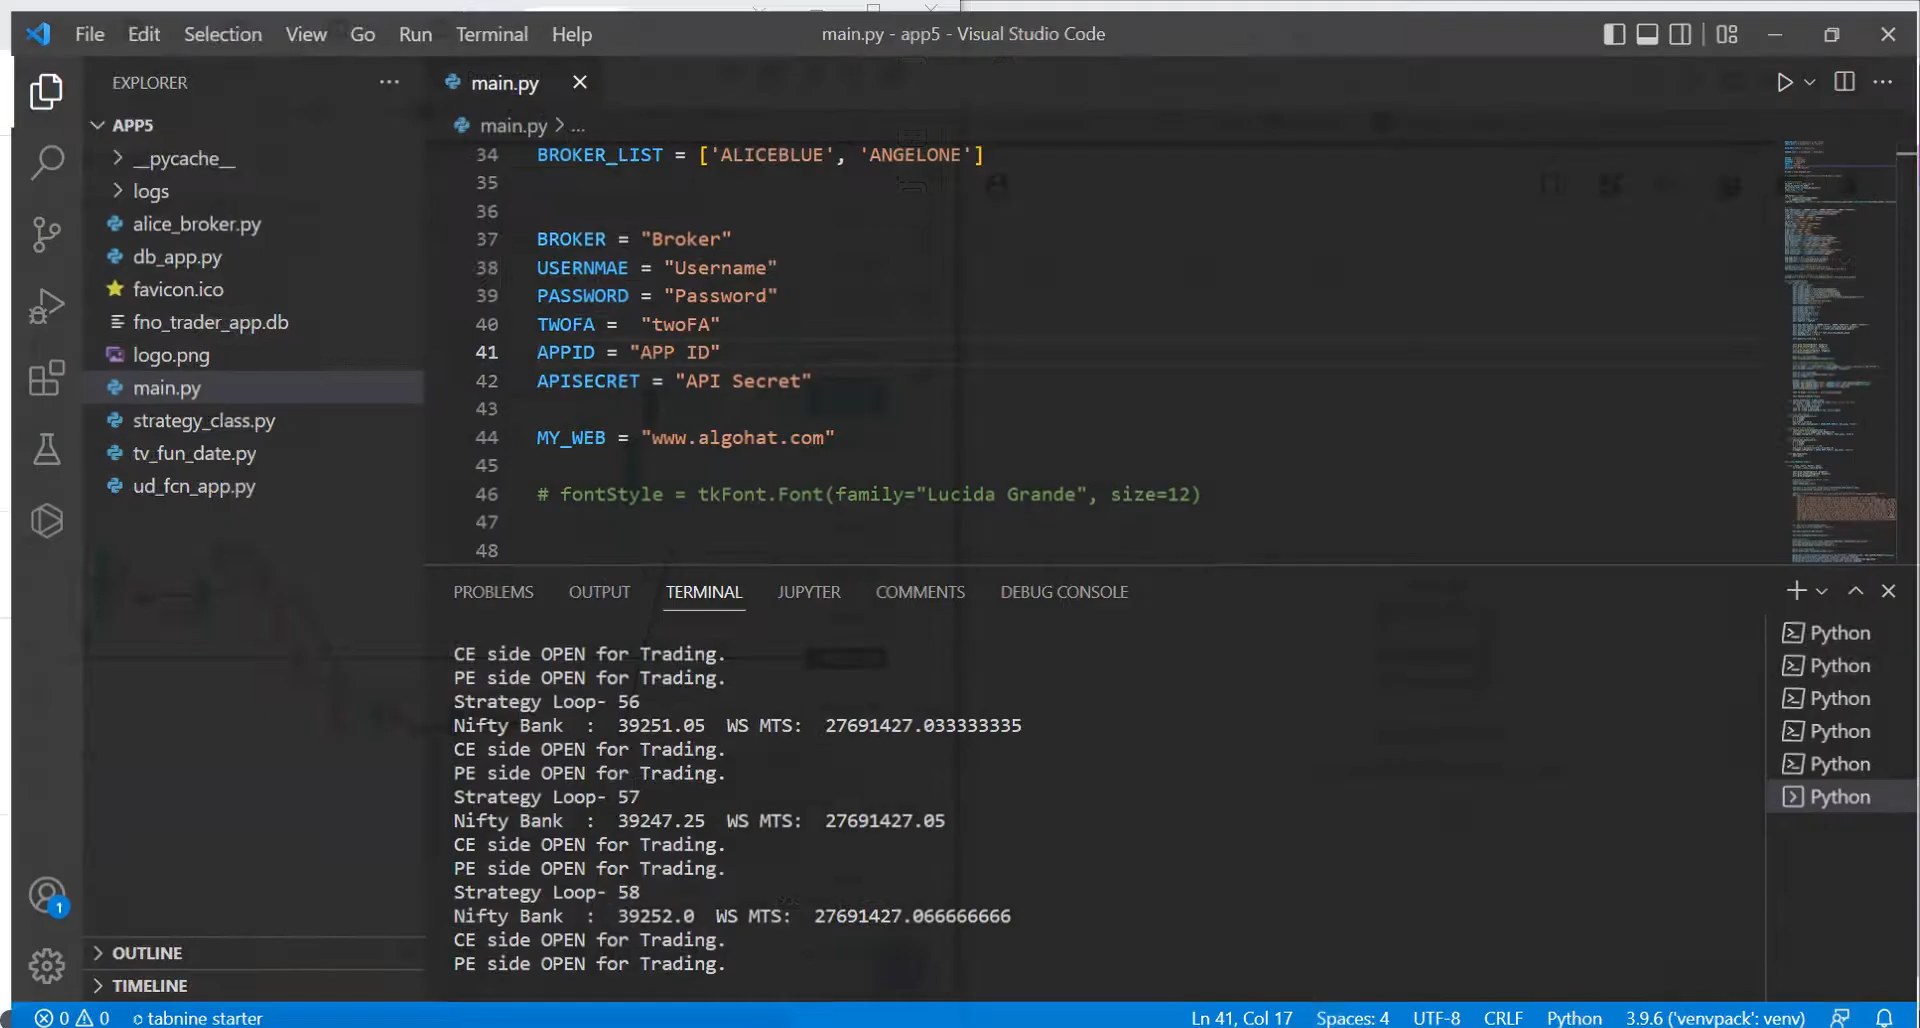 File Edit Selection View Go Run Terminal Help
main.py - app5 - Visual Studio Code
EXPLORER
APP5
__pycache__
logs
alice_broker.py
db_app.py
favicon.ico
fno_trader_app.db
logo.png
main.py
strategy_class.py
tv_fun_date.py
ud_fcn_app.py
OUTLINE
TIMELINE
main.py
main.py > ...
34 BROKER_LIST = ['ALICEBLUE', 'ANGELONE']
35
36
37 BROKER = "Broker"
38 USERNMAE = "Username"
39 PASSWORD = "Password"
40 TWOFA = "twoFA"
41 APPID = "APP ID"
42 APISECRET = "API Secret"
43
44 MY_WEB = "www.algohat.com"
45
46 # fontStyle = tkFont.Font(family="Lucida Grande", size=12)
47
48
PROBLEMS OUTPUT TERMINAL JUPYTER COMMENTS DEBUG CONSOLE
CE side OPEN for Trading.
PE side OPEN for Trading.
Strategy Loop- 56
Nifty Bank : 39251.05 WS MTS: 27691427.033333335
CE side OPEN for Trading.
PE side OPEN for Trading.
Strategy Loop- 57
Nifty Bank : 39247.25 WS MTS: 27691427.05
CE side OPEN for Trading.
PE side OPEN for Trading.
Strategy Loop- 58
Nifty Bank : 39252.0 WS MTS: 27691427.066666666
CE side OPEN for Trading.
PE side OPEN for Trading.
Python
Python
Python
Python
Python
Python
1
0 0 tabnine starter
Ln 41, Col 17 Spaces: 4 UTF-8 CRLF Python 3.9.6 ('venvpack': venv)